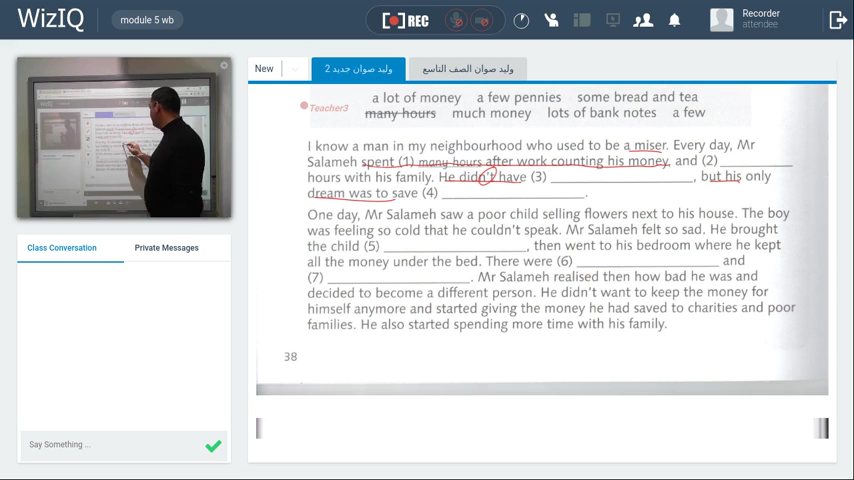 WizIQ
module 5 wb
REC
Recorder
attendee
New
وليد صوان جديد 2
وليد صوان الصف التاسع
a lot of money a few pennies some bread and tea
Teacher3
many hours much money lots of bank notes a few
I know a man in my neighbourhood who used to be a miser. Every day, Mr
Salameh spent (1) many hours after work counting his money, and (2) ____________
hours with his family. He didn't have (3) ________________________, but his only
dream was to save (4) ________________________.
One day, Mr Salameh saw a poor child selling flowers next to his house. The boy
was feeling so cold that he couldn't speak. Mr Salameh felt so sad. He brought
the child (5) ________________________, then went to his bedroom where he kept
all the money under the bed. There were (6) ________________________ and
(7) ________________________. Mr Salameh realised then how bad he was and
decided to become a different person. He didn't want to keep the money for
himself anymore and started giving the money he had saved to charities and poor
families. He also started spending more time with his family.
38
Class Conversation
Private Messages
Say Something ...